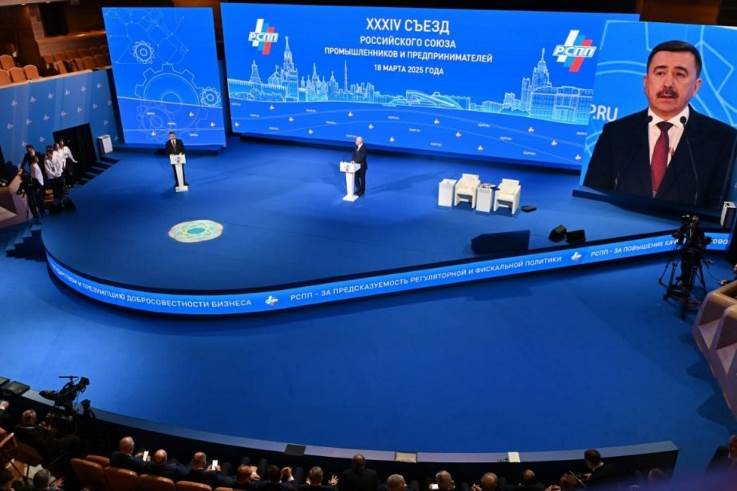 РСПП
XXXIV СЪЕЗД
РОССИЙСКОГО СОЮЗА
ПРОМЫШЛЕННИКОВ И ПРЕДПРИНИМАТЕЛЕЙ
18 МАРТА 2025 ГОДА
РСПП
P.RU
И ПРЕЗУМПЦИЮ ДОБРОСОВЕСТНОСТИ БИЗНЕСА
РСПП - ЗА ПРЕДСКАЗУЕМОСТЬ РЕГУЛЯТОРНОЙ И ФИСКАЛЬНОЙ ПОЛИТИКИ
РСПП - ЗА ПОВЫШЕНИЕ